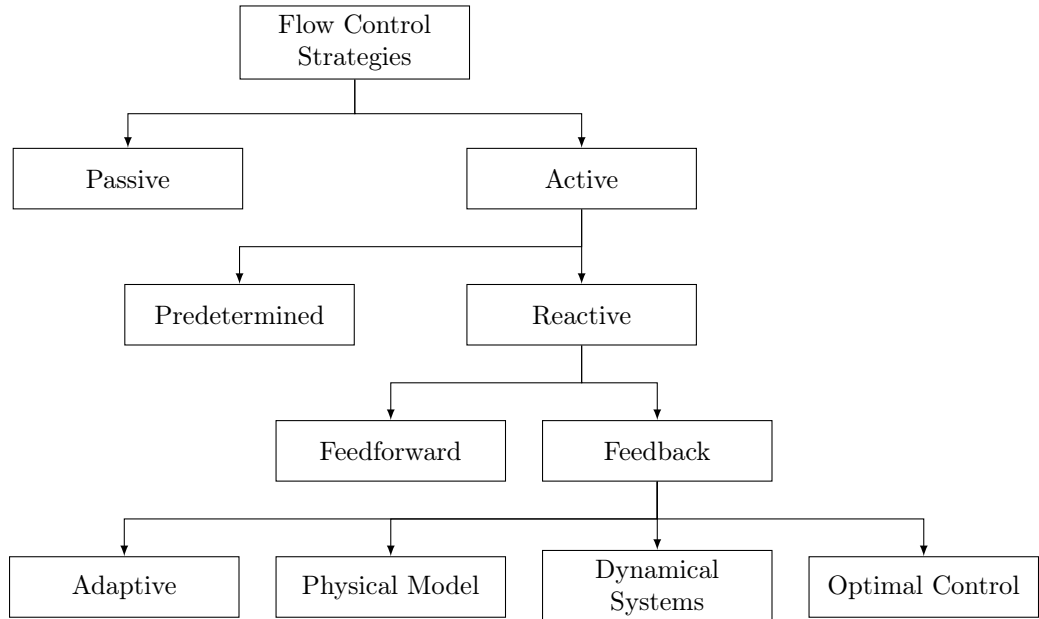 Flow Control
Strategies
Passive
Active
Predetermined
Reactive
Feedforward
Feedback
Adaptive
Physical Model
Dynamical
Systems
Optimal Control